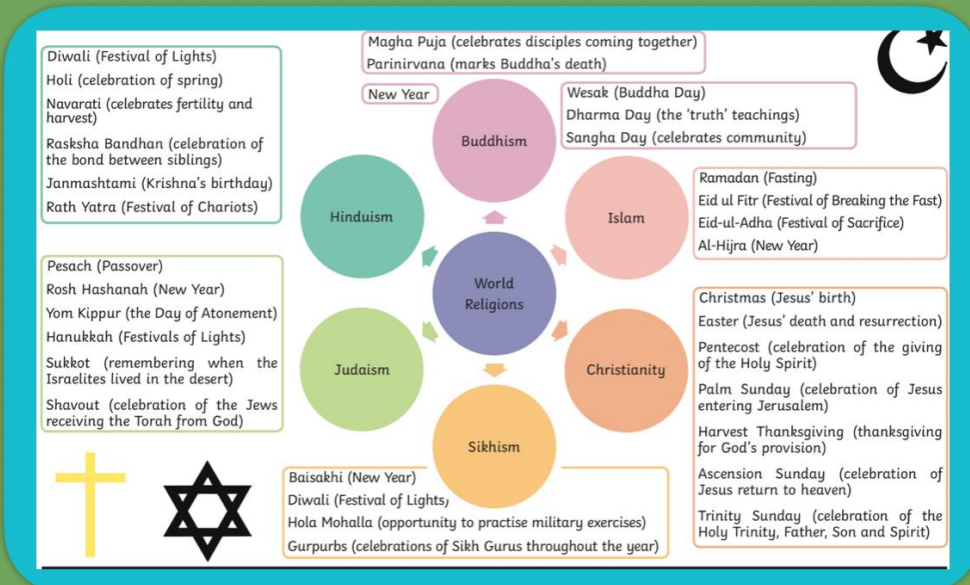 Magha Puja (celebrates disciples coming together)
Parinirvana (marks Buddha's death)
New Year
Wesak (Buddha Day)
Dharma Day (the 'truth' teachings)
Sangha Day (celebrates community)
Buddhism
Diwali (Festival of Lights)
Holi (celebration of spring)
Navarati (celebrates fertility and
harvest)
Rasksha Bandhan (celebration of
the bond between siblings)
Janmashtami (Krishna's birthday)
Rath Yatra (Festival of Chariots)
Hinduism
Islam
Ramadan (Fasting)
Eid ul Fitr (Festival of Breaking the Fast)
Eid-ul-Adha (Festival of Sacrifice)
Al-Hijra (New Year)
World
Religions
Pesach (Passover)
Rosh Hashanah (New Year)
Yom Kippur (the Day of Atonement)
Hanukkah (Festivals of Lights)
Sukkot (remembering when the
Israelites lived in the desert)
Shavout (celebration of the Jews
receiving the Torah from God)
Judaism
Christianity
Christmas (Jesus' birth)
Easter (Jesus' death and resurrection)
Pentecost (celebration of the giving
of the Holy Spirit)
Palm Sunday (celebration of Jesus
entering Jerusalem)
Harvest Thanksgiving (thanksgiving
for God's provision)
Ascension Sunday (celebration of
Jesus return to heaven)
Trinity Sunday (celebration of the
Holy Trinity, Father, Son and Spirit)
Sikhism
Baisakhi (New Year)
Diwali (Festival of Lights)
Hola Mohalla (opportunity to practise military exercises)
Gurpurbs (celebrations of Sikh Gurus throughout the year)